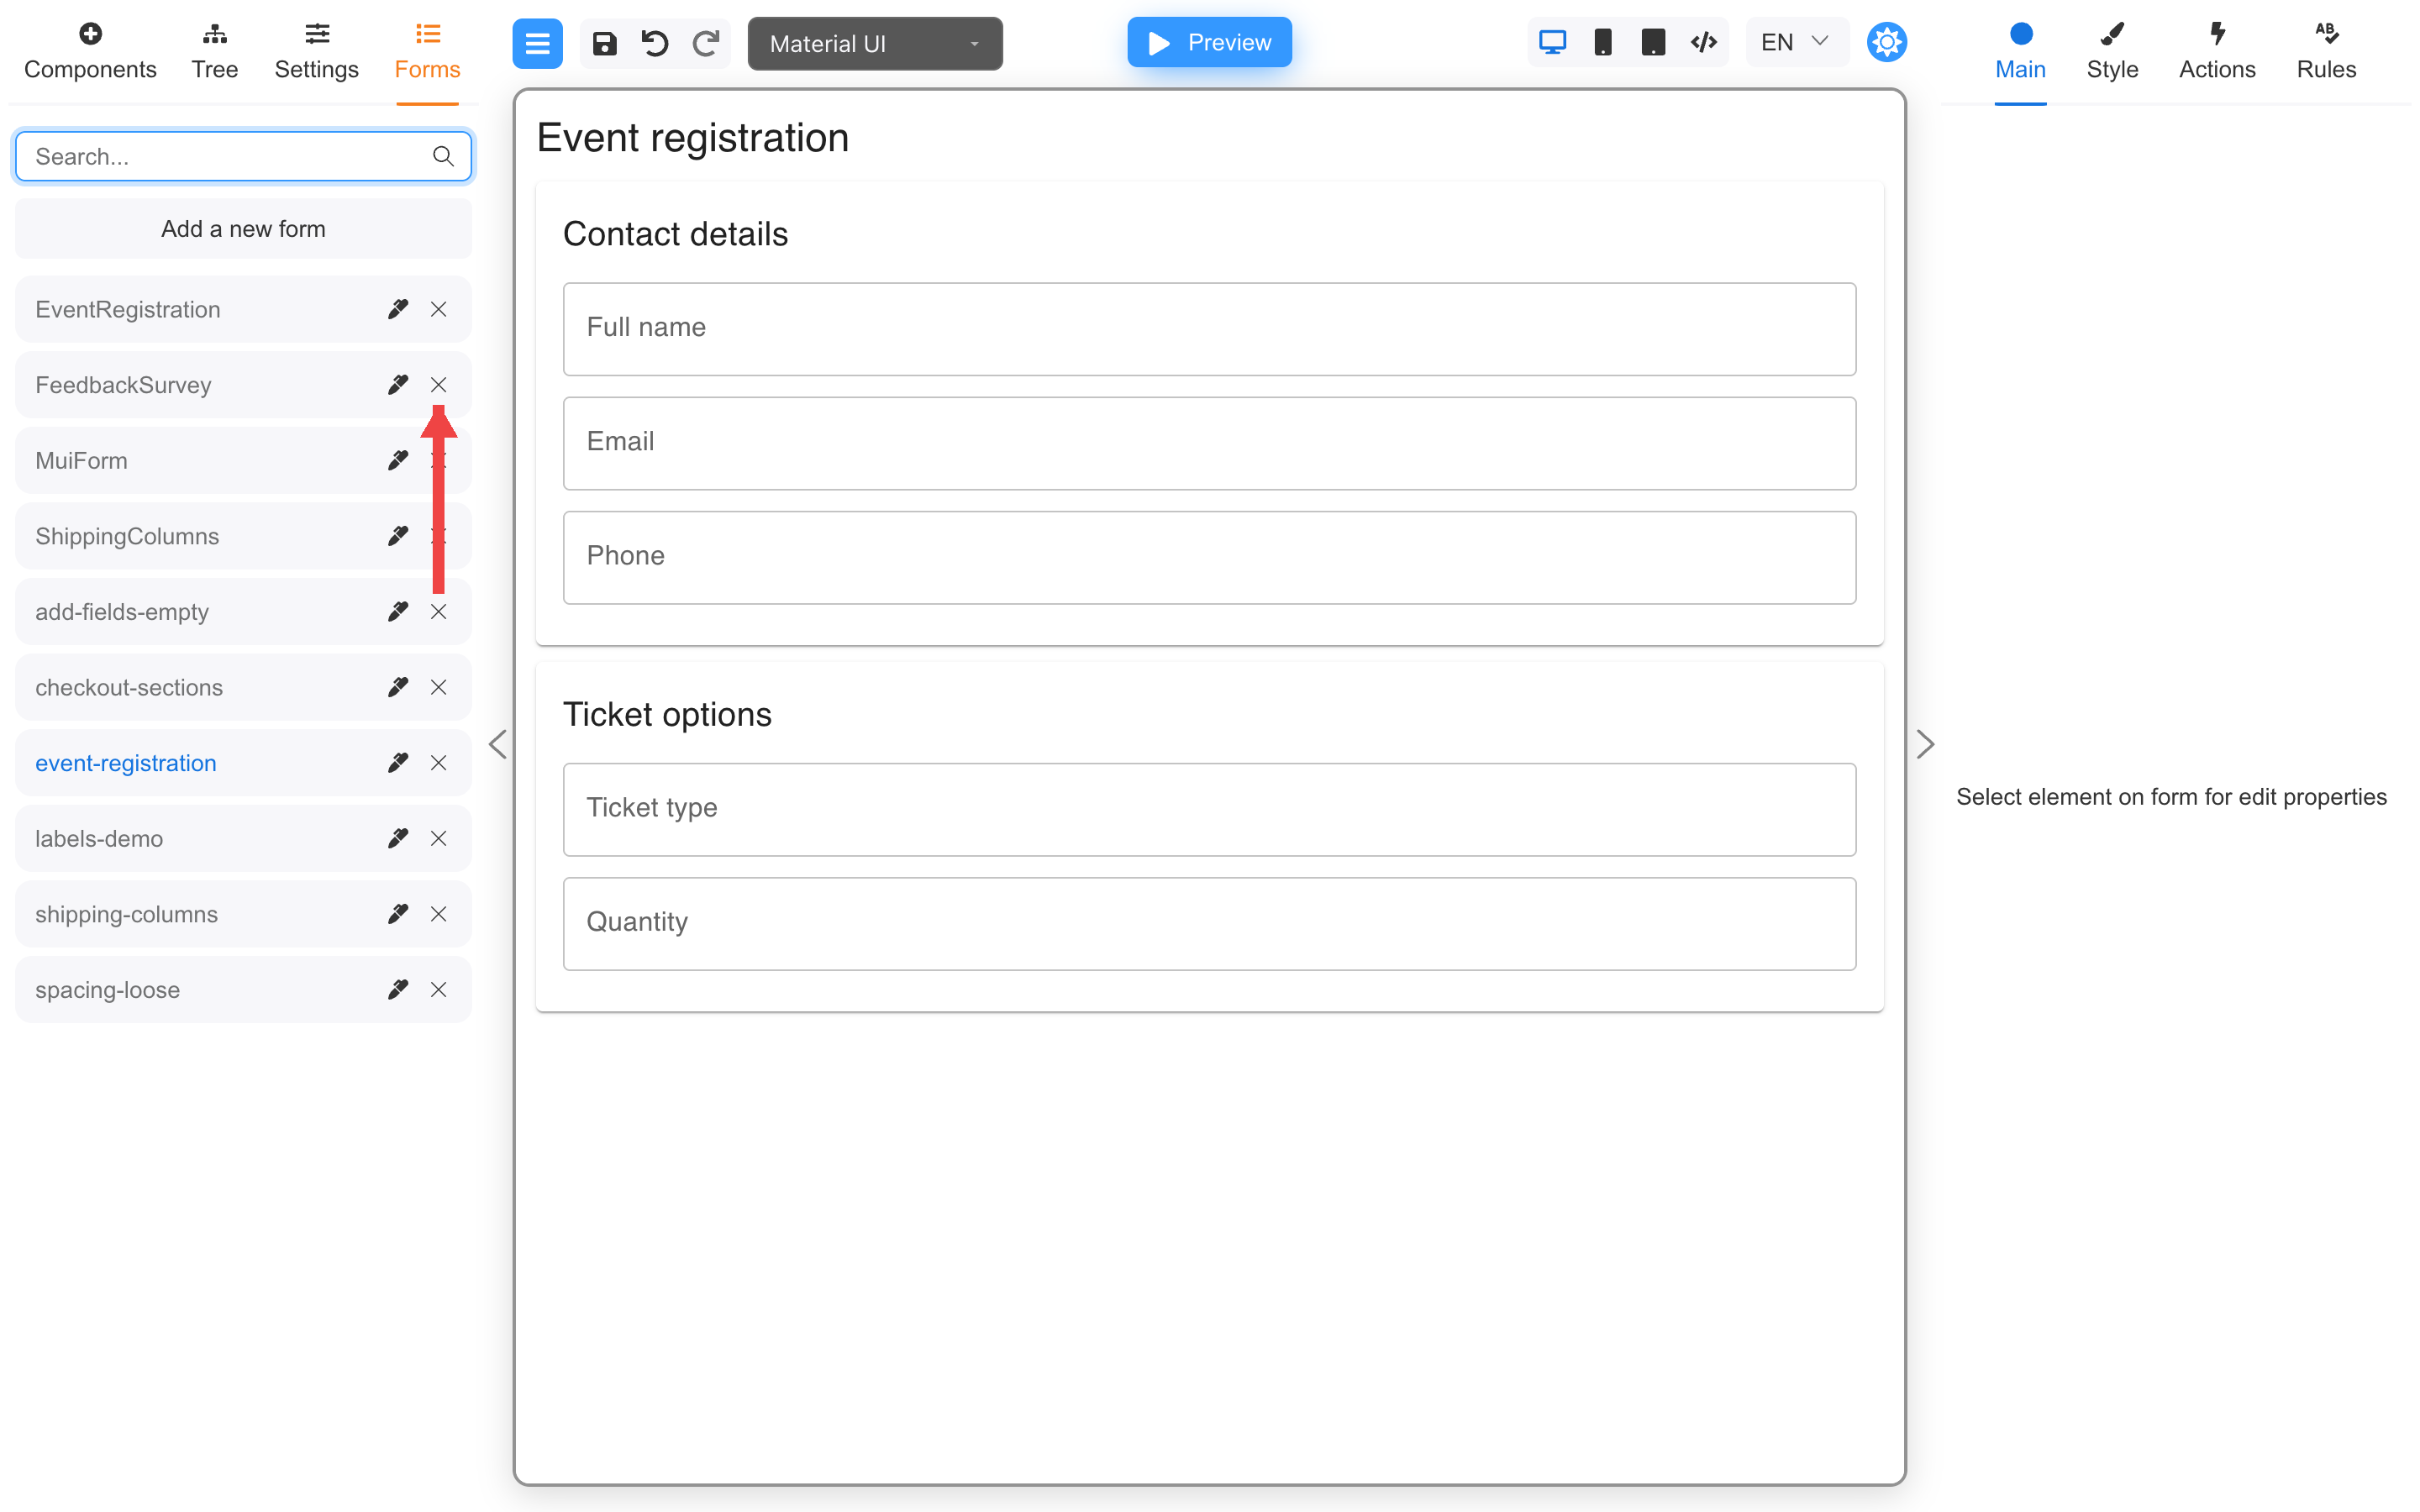 Components
Tree
Settings
Forms
Material UI
Preview
EN
Main
Style
Actions
AB
Rules
Search...
Add a new form
EventRegistration
FeedbackSurvey
MuiForm
ShippingColumns
add-fields-empty
checkout-sections
event-registration
labels-demo
shipping-columns
spacing-loose
Event registration
Contact details
Full name
Email
Phone
Ticket options
Ticket type
Quantity
Select element on form for edit properties